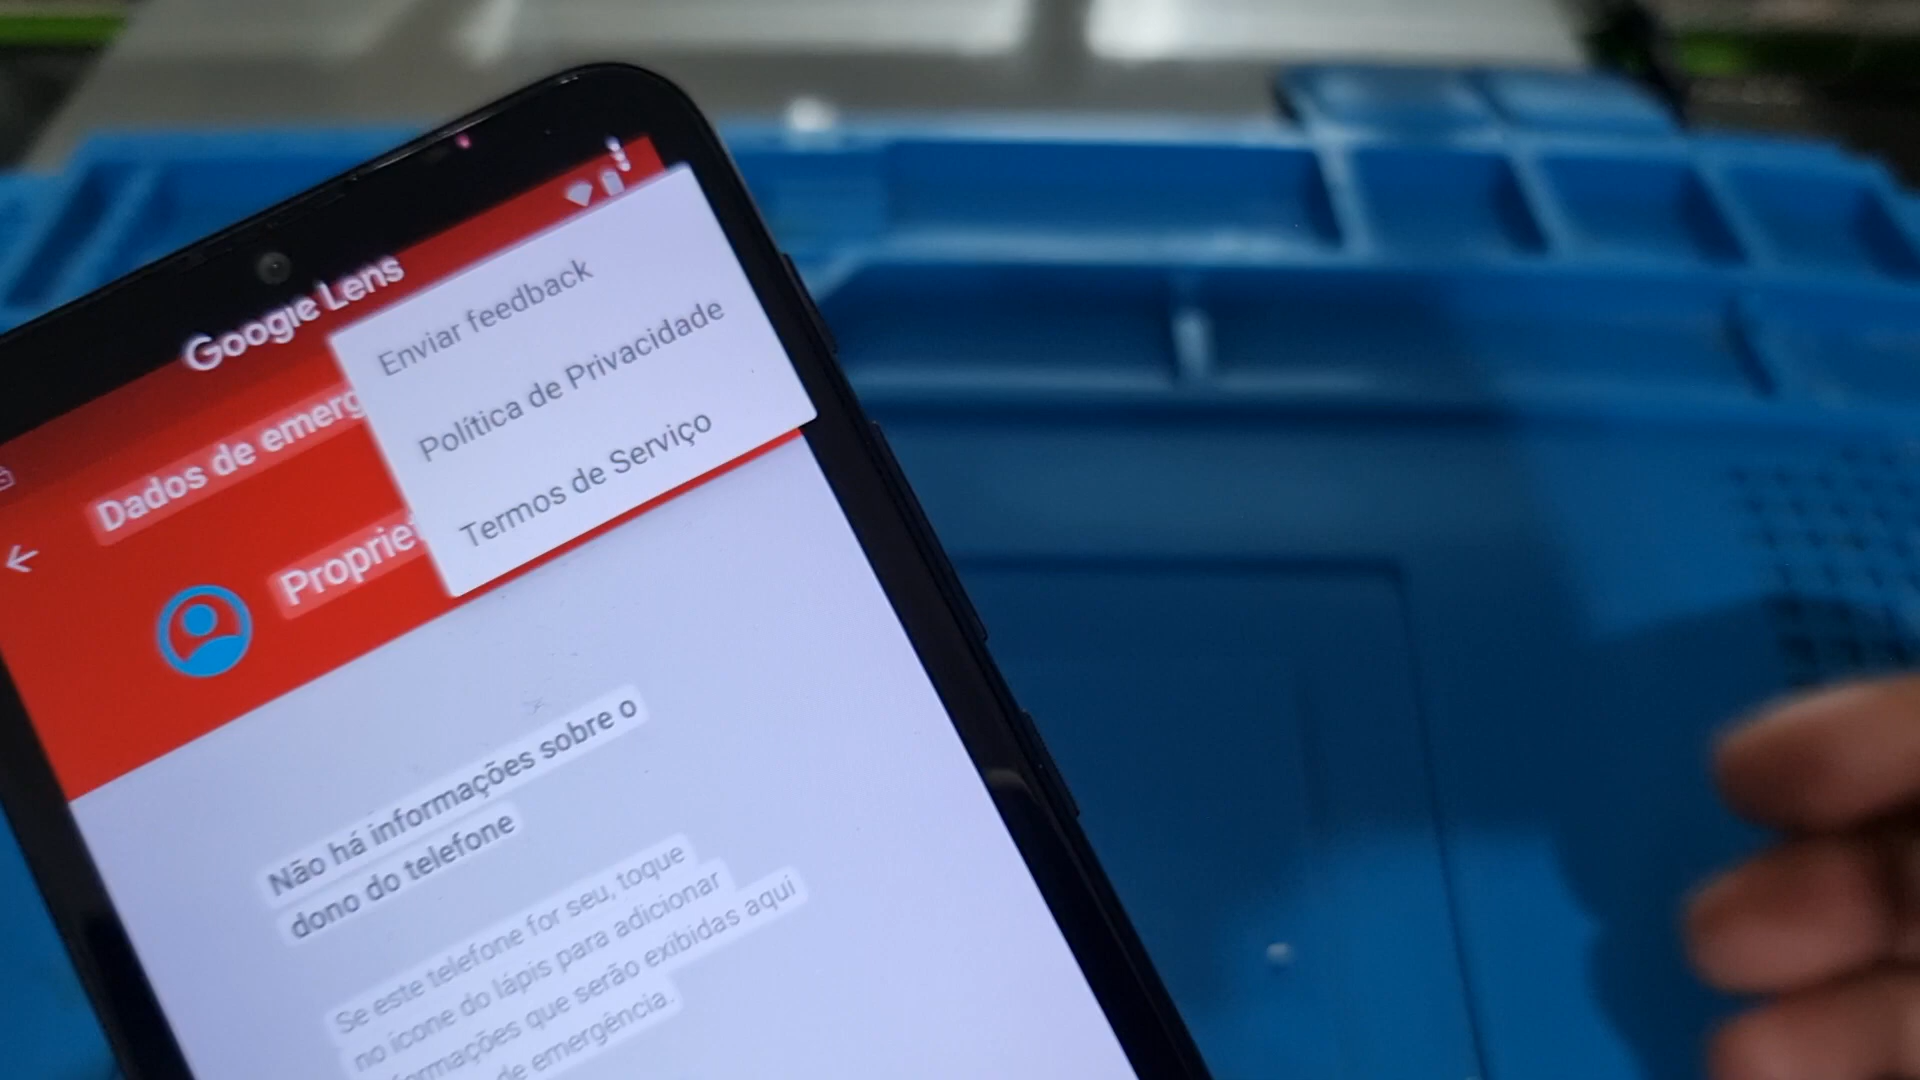 Google Lens
Enviar feedback
Política de Privacidade
Termos de Serviço
Dados de emerg
Propriet
Não há informações sobre o
dono do telefone
Se este telefone for seu, toque
no ícone do lápis para adicionar
formações que serão exibidas aqui
de emergência.